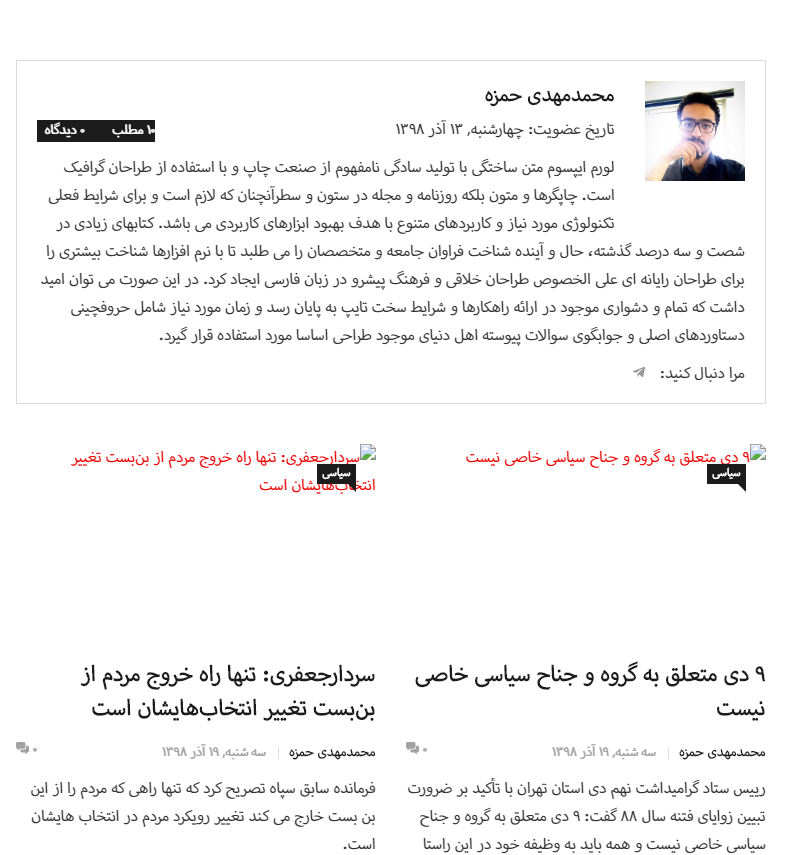 محمدمهدی حمزه
تاریخ عضویت: چهارشنبه, ۱۳ آذر ۱۳۹۸
۱۰ مطلب
۰ دیدگاه
لورم ایپسوم متن ساختگی با تولید سادگی نامفهوم از صنعت چاپ و با استفاده از طراحان گرافیک
است. چاپگرها و متون بلکه روزنامه و مجله در ستون و سطرآنچنان که لازم است و برای شرایط فعلی
تکنولوژی مورد نیاز و کاربردهای متنوع با هدف بهبود ابزارهای کاربردی می باشد. کتابهای زیادی در
شصت و سه درصد گذشته، حال و آینده شناخت فراوان جامعه و متخصصان را می طلبد تا با نرم افزارها شناخت بیشتری را
برای طراحان رایانه ای علی الخصوص طراحان خلاقی و فرهنگ پیشرو در زبان فارسی ایجاد کرد. در این صورت می توان امید
داشت که تمام و دشواری موجود در ارائه راهکارها و شرایط سخت تایپ به پایان رسد و زمان مورد نیاز شامل حروفچینی
دستاوردهای اصلی و جوابگوی سوالات پیوسته اهل دنیای موجود طراحی اساسا مورد استفاده قرار گیرد.
مرا دنبال کنید:
۹ دی متعلق به گروه و جناح سیاسی خاصی نیست
سیاسی
۹ دی متعلق به گروه و جناح سیاسی خاصی
نیست
محمدمهدی حمزه
سه شنبه, ۱۹ آذر ۱۳۹۸
۰
رییس ستاد گرامیداشت نهم دی استان تهران با تأکید بر ضرورت
تبیین زوایای فتنه سال ۸۸ گفت: ۹ دی متعلق به گروه و جناح
سیاسی خاصی نیست و همه باید به وظیفه خود در این راستا
سردارجعفری: تنها راه خروج مردم از بن‌بست تغییر
انتخاب‌هایشان است
سیاسی
سردارجعفری: تنها راه خروج مردم از
بن‌بست تغییر انتخاب‌هایشان است
محمدمهدی حمزه
سه شنبه, ۱۹ آذر ۱۳۹۸
۰
فرمانده سابق سپاه تصریح کرد که تنها راهی که مردم را از این
بن بست خارج می کند تغییر رویکرد مردم در انتخاب هایشان
است.